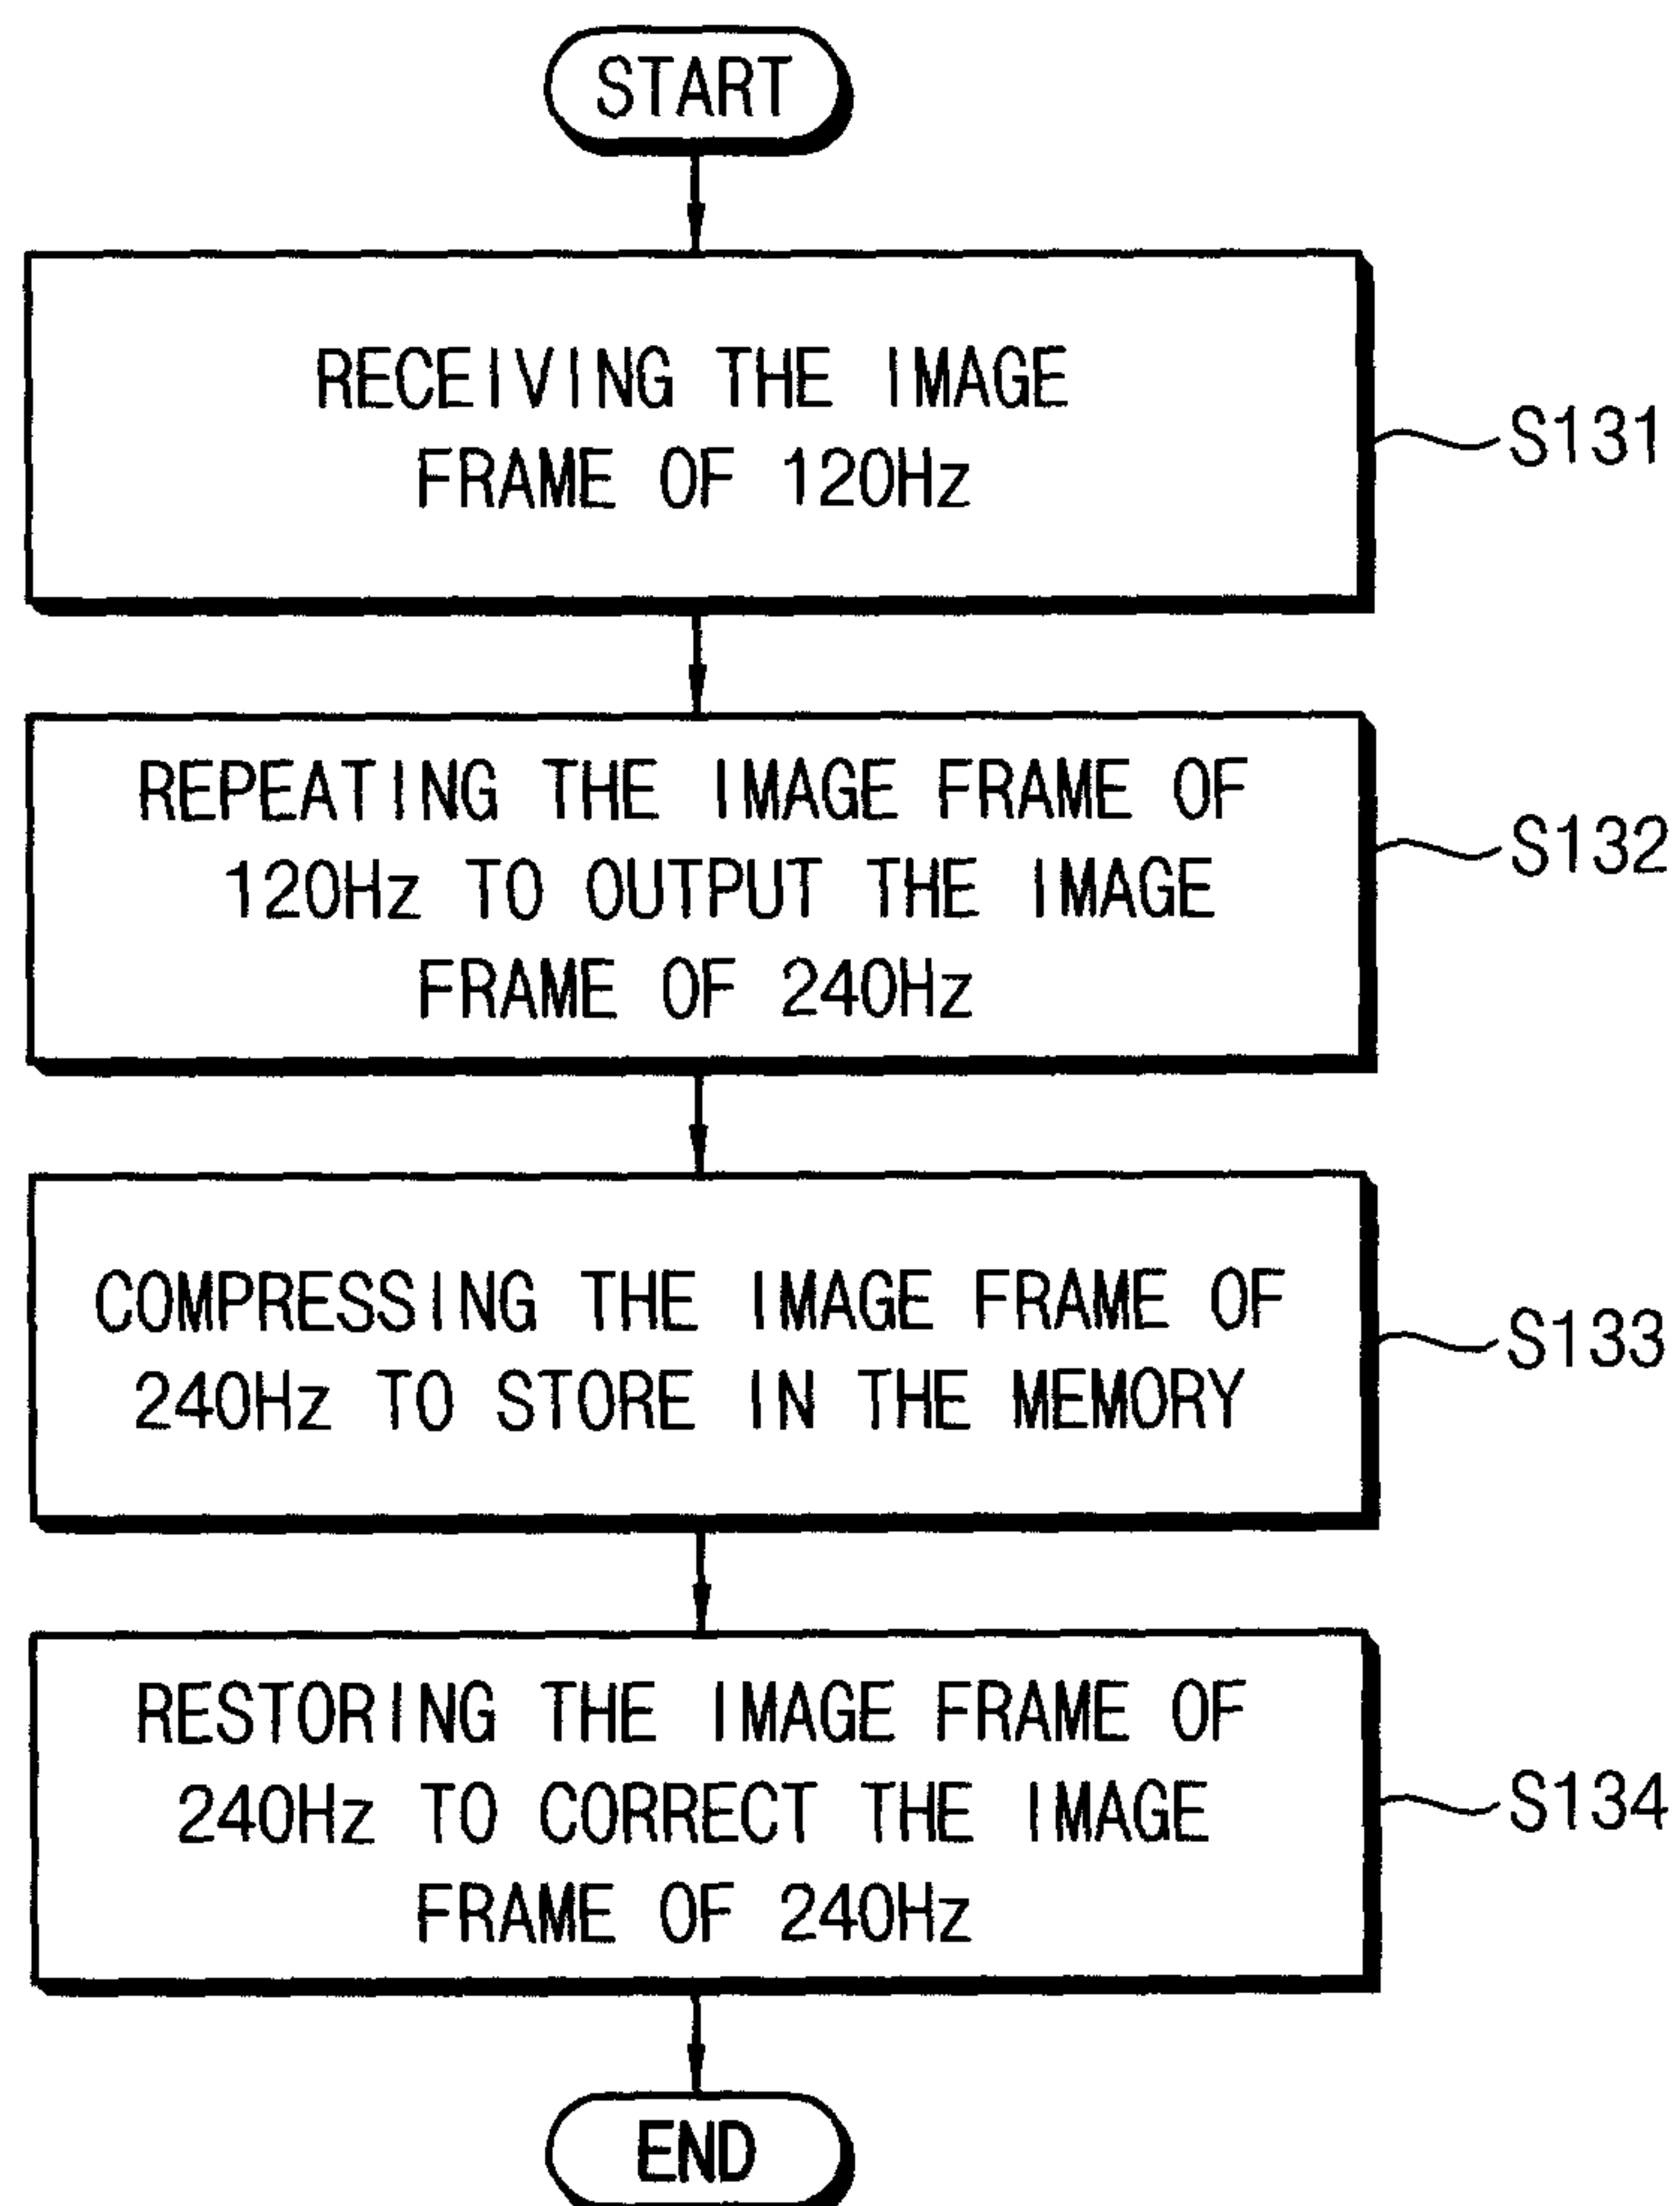 START
RECEIVING THE IMAGE
FRAME OF 120Hz
S131
REPEATING THE IMAGE FRAME OF
120Hz TO OUTPUT THE IMAGE
FRAME OF 240Hz
S132
COMPRESSING THE IMAGE FRAME OF
240Hz TO STORE IN THE MEMORY
S133
RESTORING THE IMAGE FRAME OF
240Hz TO CORRECT THE IMAGE
FRAME OF 240Hz
S134
END